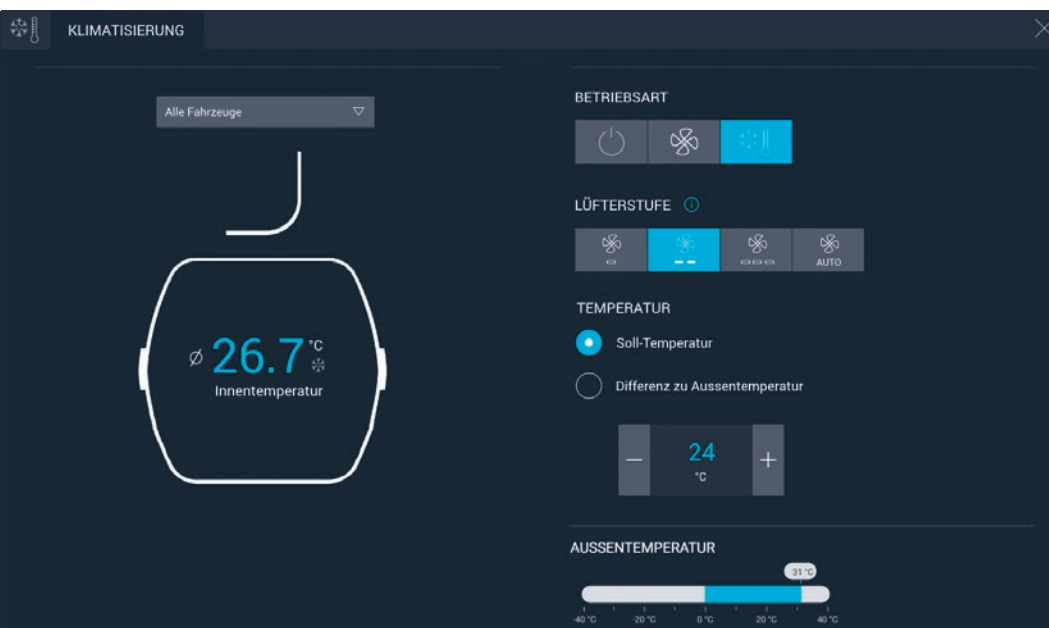 KLIMATISIERUNG
Alle Fahrzeuge
Ø 26.7 °C
Innentemperatur
BETRIEBSART
LÜFTERSTUFE
AUTO
TEMPERATUR
Soll-Temperatur
Differenz zu Aussentemperatur
− 24 +
°C
AUSSENTEMPERATUR
31 °C
-40 °C -20 °C 0 °C 20 °C 40 °C